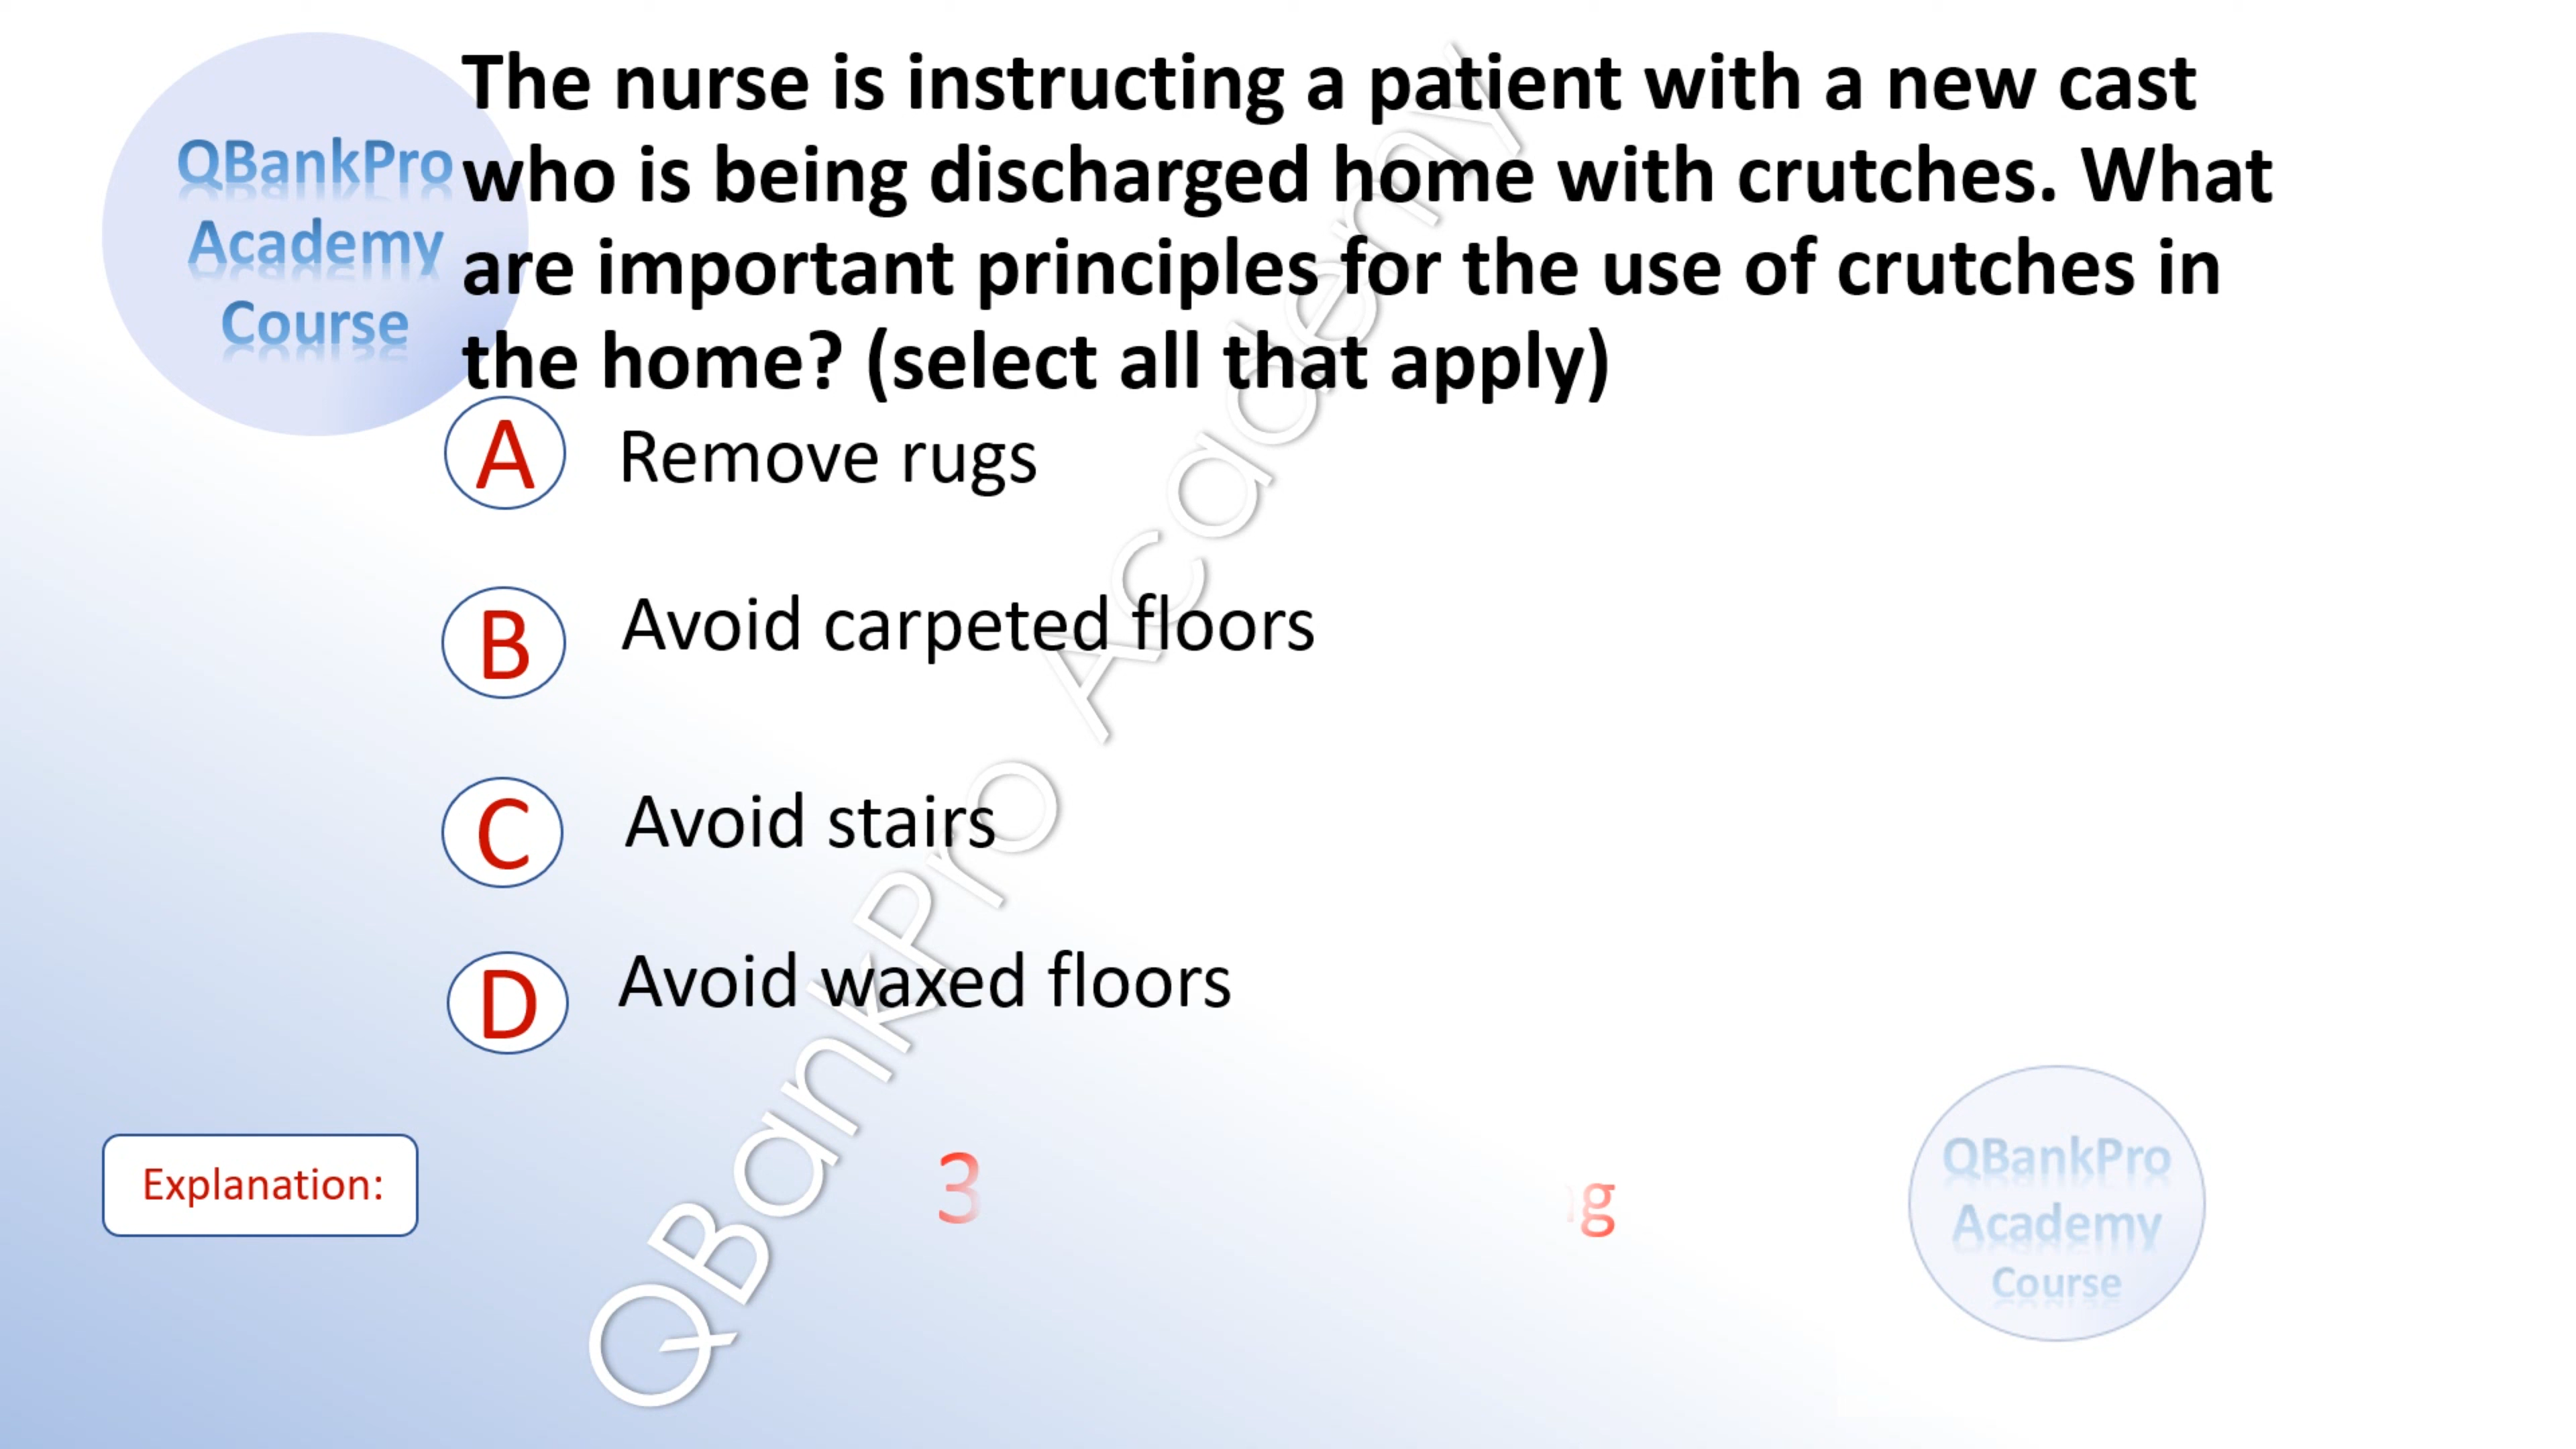 The nurse is instructing a patient with a new cast
who is being discharged home with crutches. What
are important principles for the use of crutches in
the home? (select all that apply)
QBankPro
Academy
Course
A Remove rugs
B Avoid carpeted floors
C Avoid stairs
D Avoid waxed floors
Explanation:
3
g
QBankPro
Academy
Course
QBankPro Academy